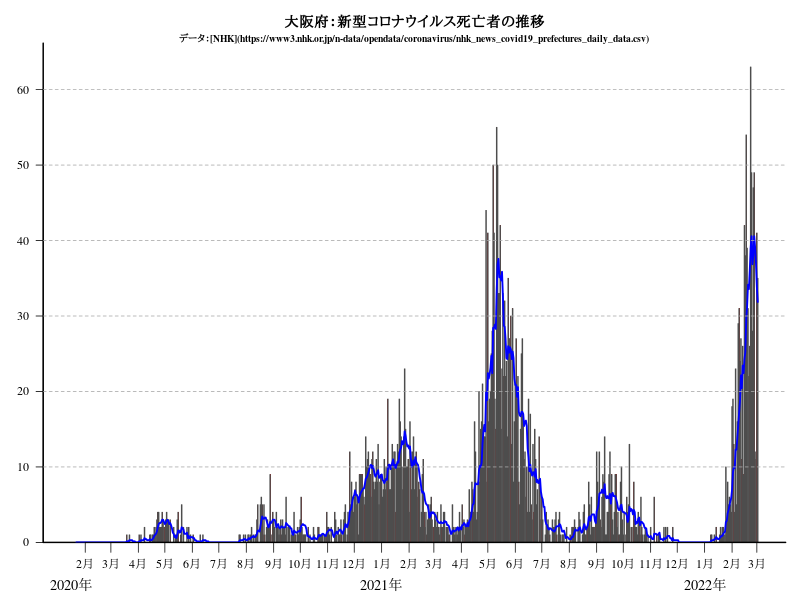 大阪府：新型コロナウイルス死亡者の推移
データ：[NHK](https://www3.nhk.or.jp/n-data/opendata/coronavirus/nhk_news_covid19_prefectures_daily_data.csv)
60
50
40
30
20
10
0
2月 3月 4月 5月 6月 7月 8月 9月 10月 11月 12月 1月 2月 3月 4月 5月 6月 7月 8月 9月 10月 11月 12月 1月 2月 3月
2020年 2021年 2022年